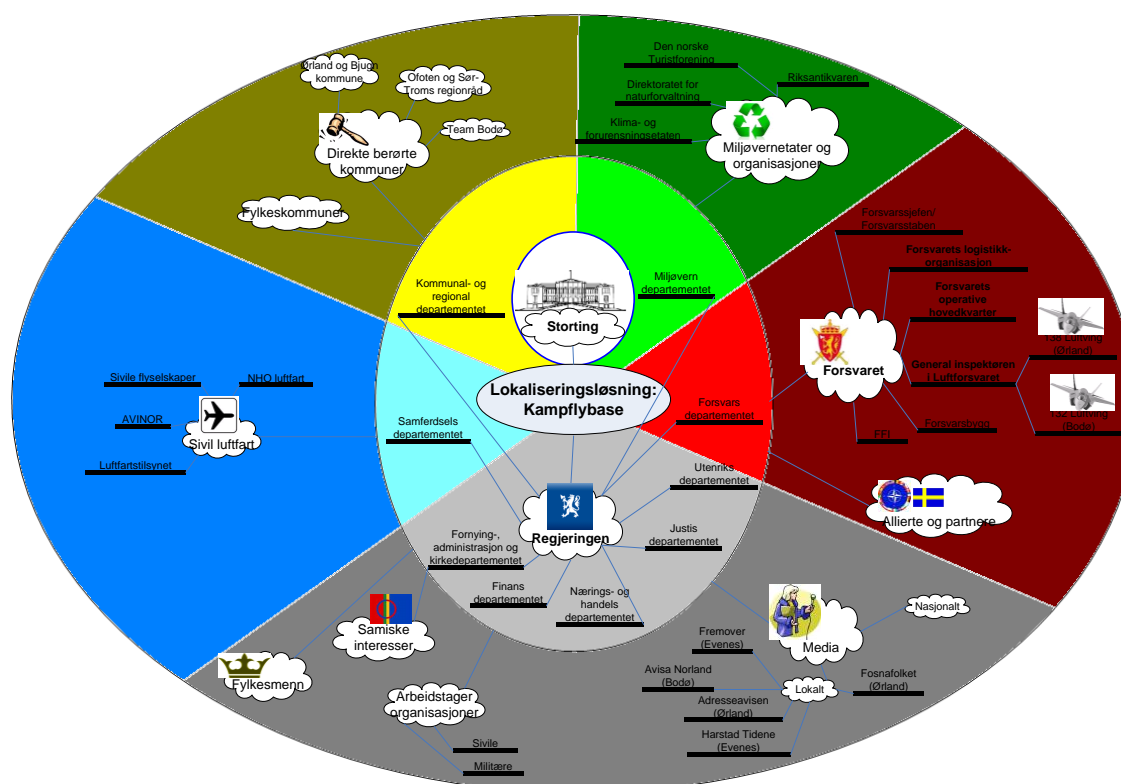 Ørland og Bjugn
kommune
Ofoten og Sør-
Troms regionråd
Team Bodø
Direkte berørte
kommuner
Fylkeskommuner
Den norske
Turistforening
Riksantikvaren
Direktoratet for
naturforvaltning
Klima- og
forurensningsetaten
Miljøvernetater og
organisasjoner
Kommunal- og
regional
departementet
Storting
Miljøvern
departementet
Lokaliseringsløsning:
Kampflybase
Forsvarssjefen/
Forsvarsstaben
Forsvarets logistikk-
organisasjon
Forsvarets
operative
hovedkvarter
Forsvaret
General inspektøren
i Luftforsvaret
138 Luftving
(Ørland)
132 Luftving
(Bodø)
Forsvarsbygg
FFI
Forsvars
departementet
Allierte og partnere
Sivile flyselskaper
NHO luftfart
AVINOR
Sivil luftfart
Luftfartstilsynet
Samferdsels
departementet
Utenriks
departementet
Regjeringen
Justis
departementet
Fornying-,
administrasjon og
kirkedepartementet
Finans
departementet
Nærings- og
handels
departementet
Samiske
interesser
Fylkesmenn
Arbeidstager
organisasjoner
Sivile
Militære
Media
Nasjonalt
Fremover
(Evenes)
Avisa Norland
(Bodø)
Lokalt
Fosnafolket
(Ørland)
Adresseavisen
(Ørland)
Harstad Tidene
(Evenes)